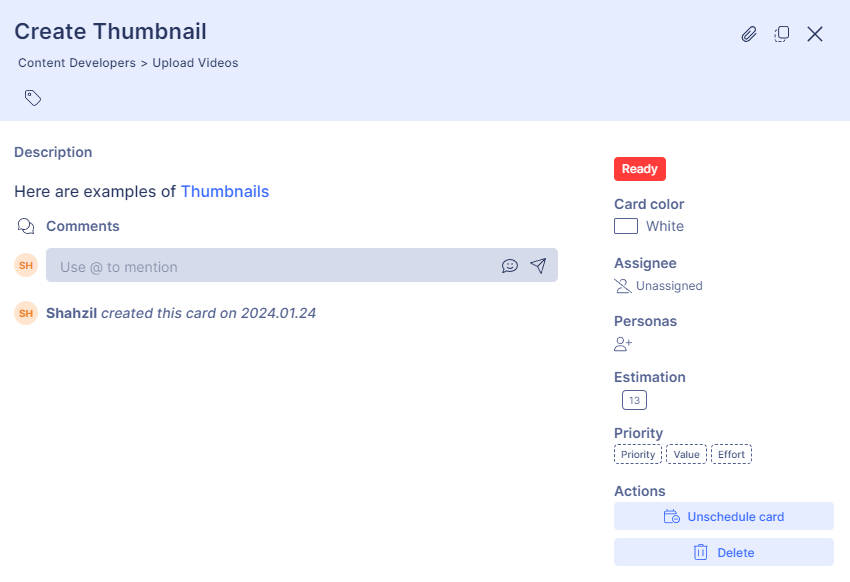 Create Thumbnail
Content Developers > Upload Videos
Description
Here are examples of Thumbnails
Comments
SH
Use @ to mention
SH
Shahzil created this card on 2024.01.24
Ready
Card color
White
Assignee
Unassigned
Personas
Estimation
13
Priority
Priority Value Effort
Actions
Unschedule card
Delete